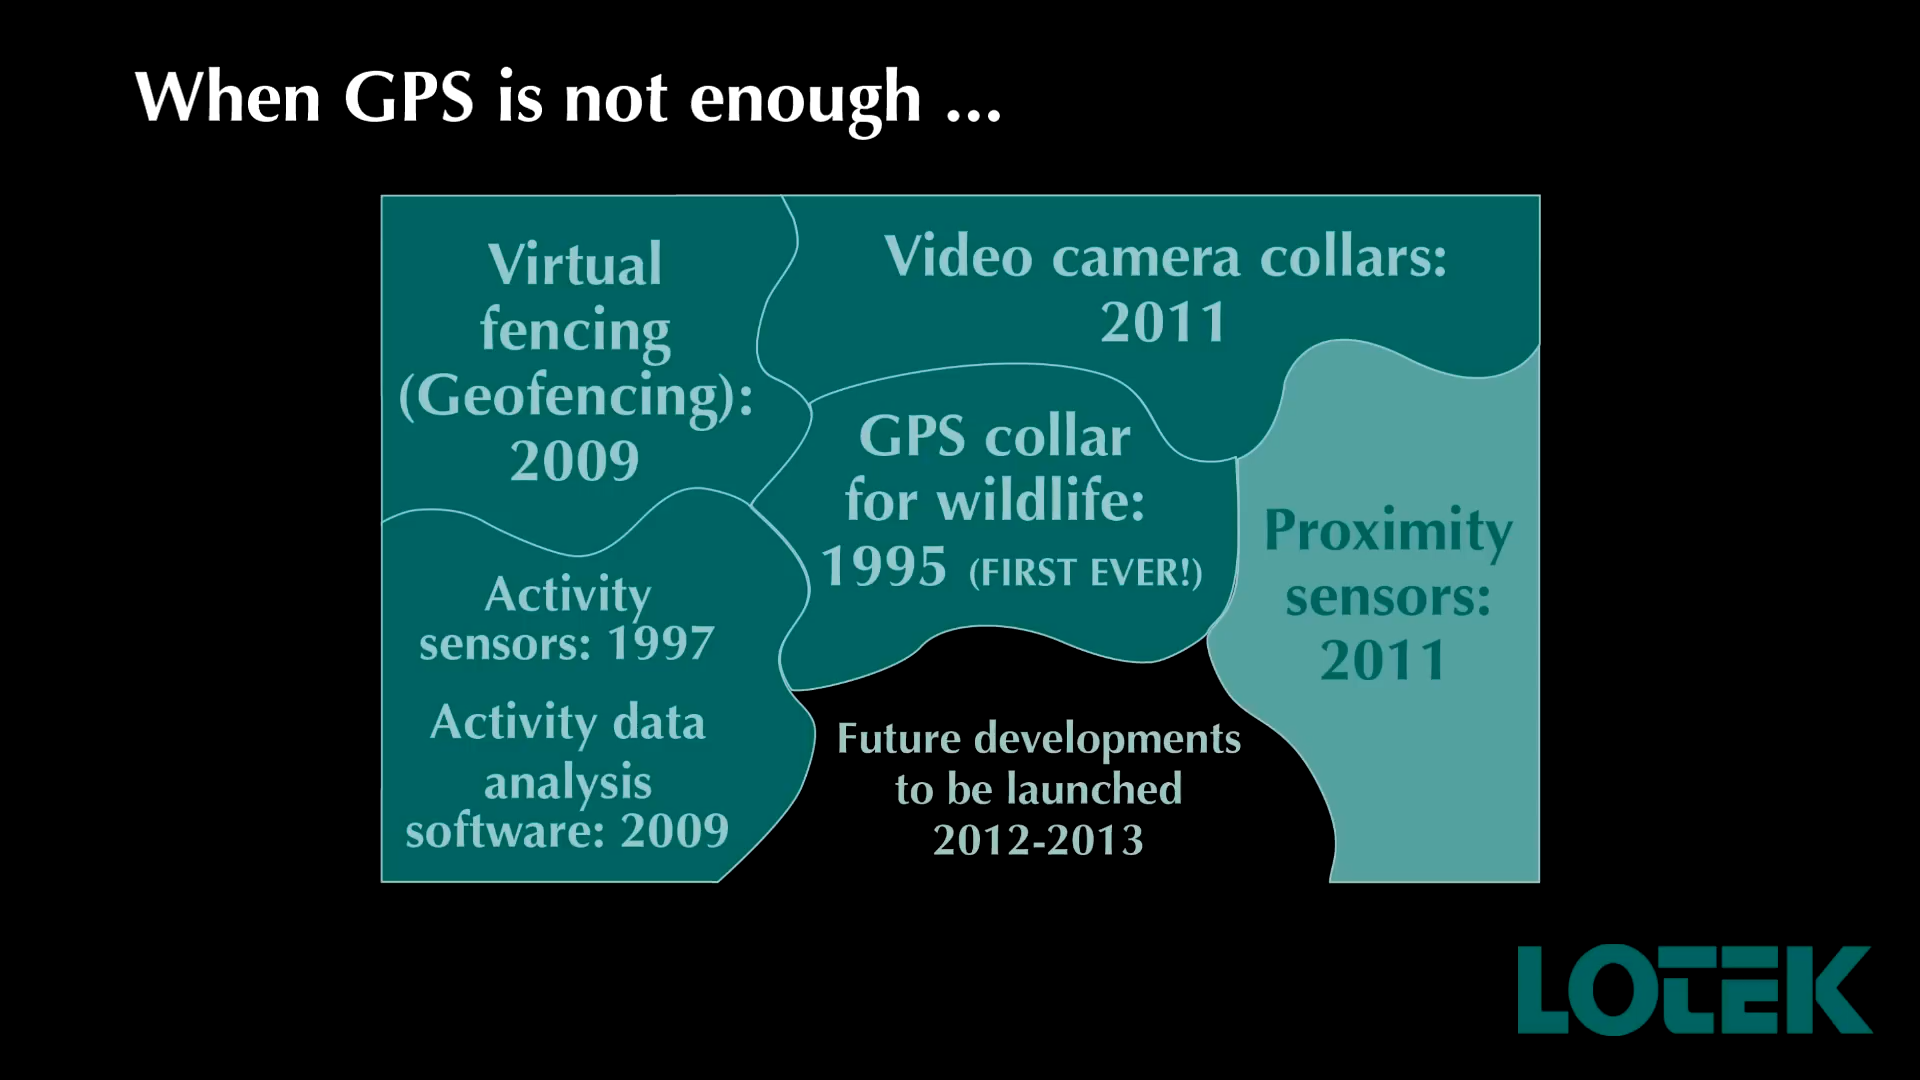 When GPS is not enough ...
Virtual
fencing
(Geofencing):
2009
Video camera collars:
2011
GPS collar
for wildlife:
1995 (FIRST EVER!)
Proximity
sensors:
2011
Activity
sensors: 1997
Activity data
analysis
software: 2009
Future developments
to be launched
2012-2013
LOTEK